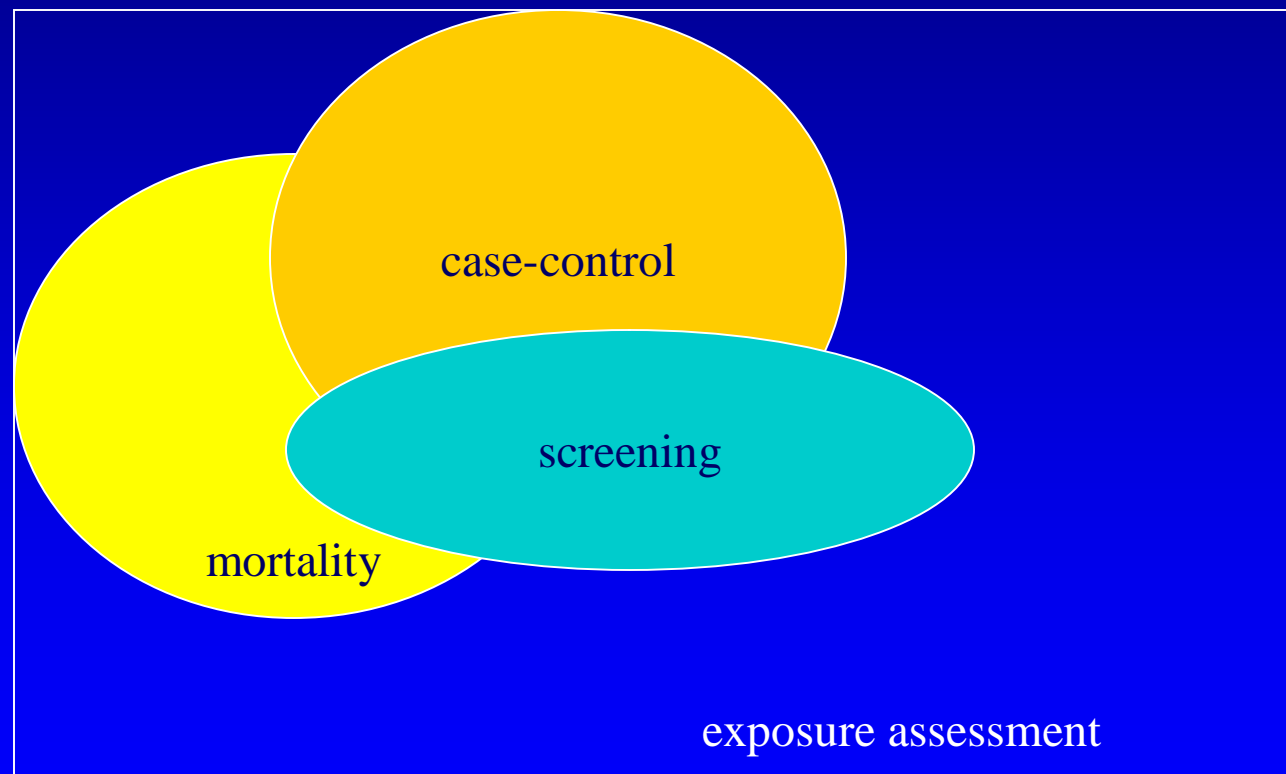 case-control
screening
mortality
exposure assessment